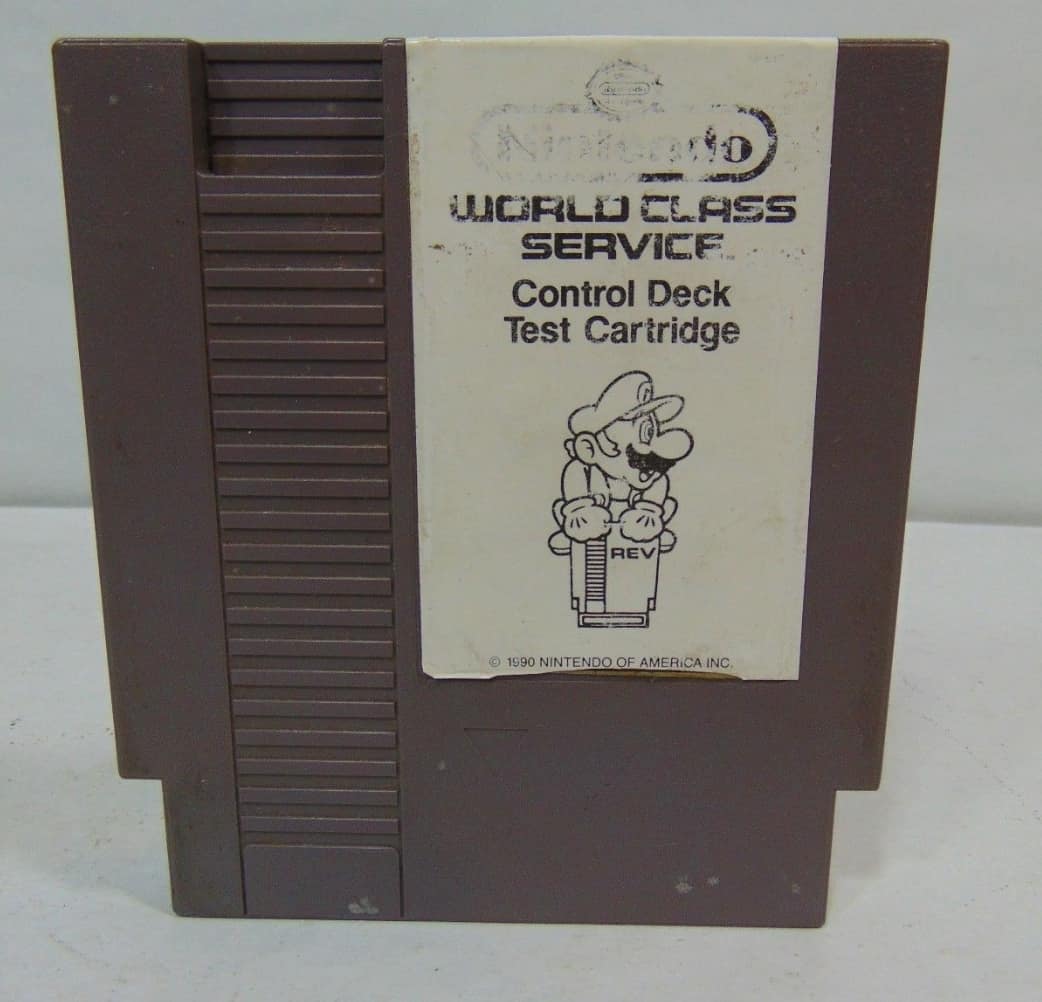 Nintendo
WORLD CLASS
SERVICE
Control Deck
Test Cartridge
REV
© 1990 NINTENDO OF AMERICA INC.